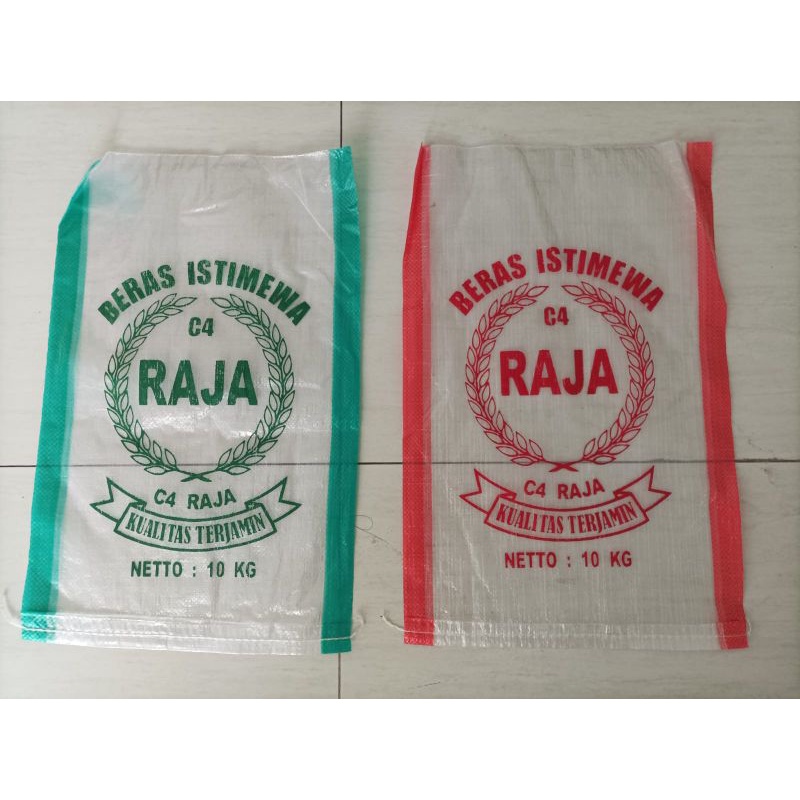 BERAS ISTIMEWA
C4
RAJA
C4 RAJA
KUALITAS TERJAMIN
NETTO : 10 KG
BERAS ISTIMEWA
C4
RAJA
C4 RAJA
KUALITAS TERJAMIN
NETTO : 10 KG